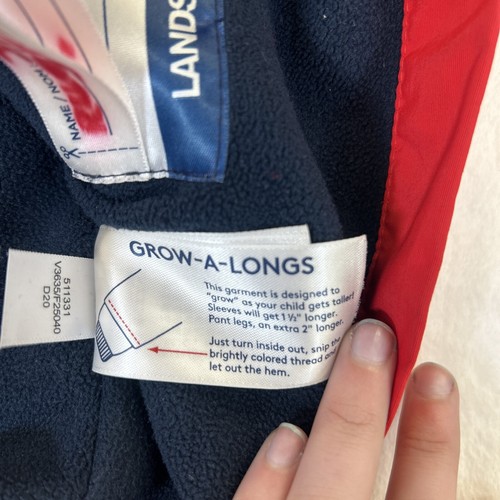 LANDS
NAME / NOM
GROW-A-LONGS
This garment is designed to
"grow" as your child gets taller!
Sleeves will get 1 ½" longer.
Pant legs, an extra 2" longer.
Just turn inside out, snip the
brightly colored thread and
let out the hem.
511331
V3635/F25040
D20